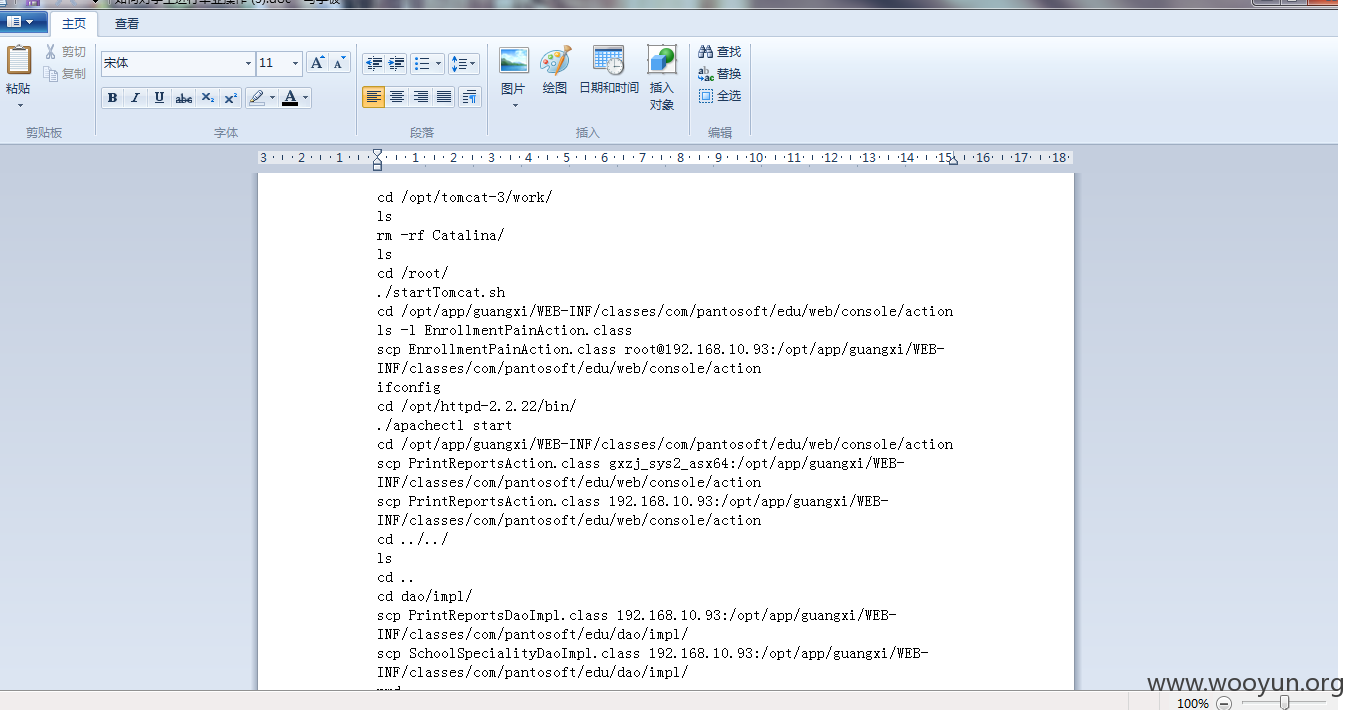 主页 查看
剪切
复制
粘贴
剪贴板
宋体 11
B I U abc X₂ X² A
字体
段落
图片 绘图 日期和时间 插入对象
插入
查找
替换
全选
编辑
3 2 1 1 2 3 4 5 6 7 8 9 10 11 12 13 14 15 16 17 18
cd /opt/tomcat-3/work/
ls
rm -rf Catalina/
ls
cd /root/
./startTomcat.sh
cd /opt/app/guangxi/WEB-INF/classes/com/pantosoft/edu/web/console/action
ls -l EnrollmentPainAction.class
scp EnrollmentPainAction.class root@192.168.10.93:/opt/app/guangxi/WEB-
INF/classes/com/pantosoft/edu/web/console/action
ifconfig
cd /opt/httpd-2.2.22/bin/
./apachectl start
cd /opt/app/guangxi/WEB-INF/classes/com/pantosoft/edu/web/console/action
scp PrintReportsAction.class gxzj_sys2_asx64:/opt/app/guangxi/WEB-
INF/classes/com/pantosoft/edu/web/console/action
scp PrintReportsAction.class 192.168.10.93:/opt/app/guangxi/WEB-
INF/classes/com/pantosoft/edu/web/console/action
cd ../../
ls
cd ..
cd dao/impl/
scp PrintReportsDaoImpl.class 192.168.10.93:/opt/app/guangxi/WEB-
INF/classes/com/pantosoft/edu/dao/impl/
scp SchoolSpecialityDaoImpl.class 192.168.10.93:/opt/app/guangxi/WEB-
INF/classes/com/pantosoft/edu/dao/impl/
www.wooyun.org
100%